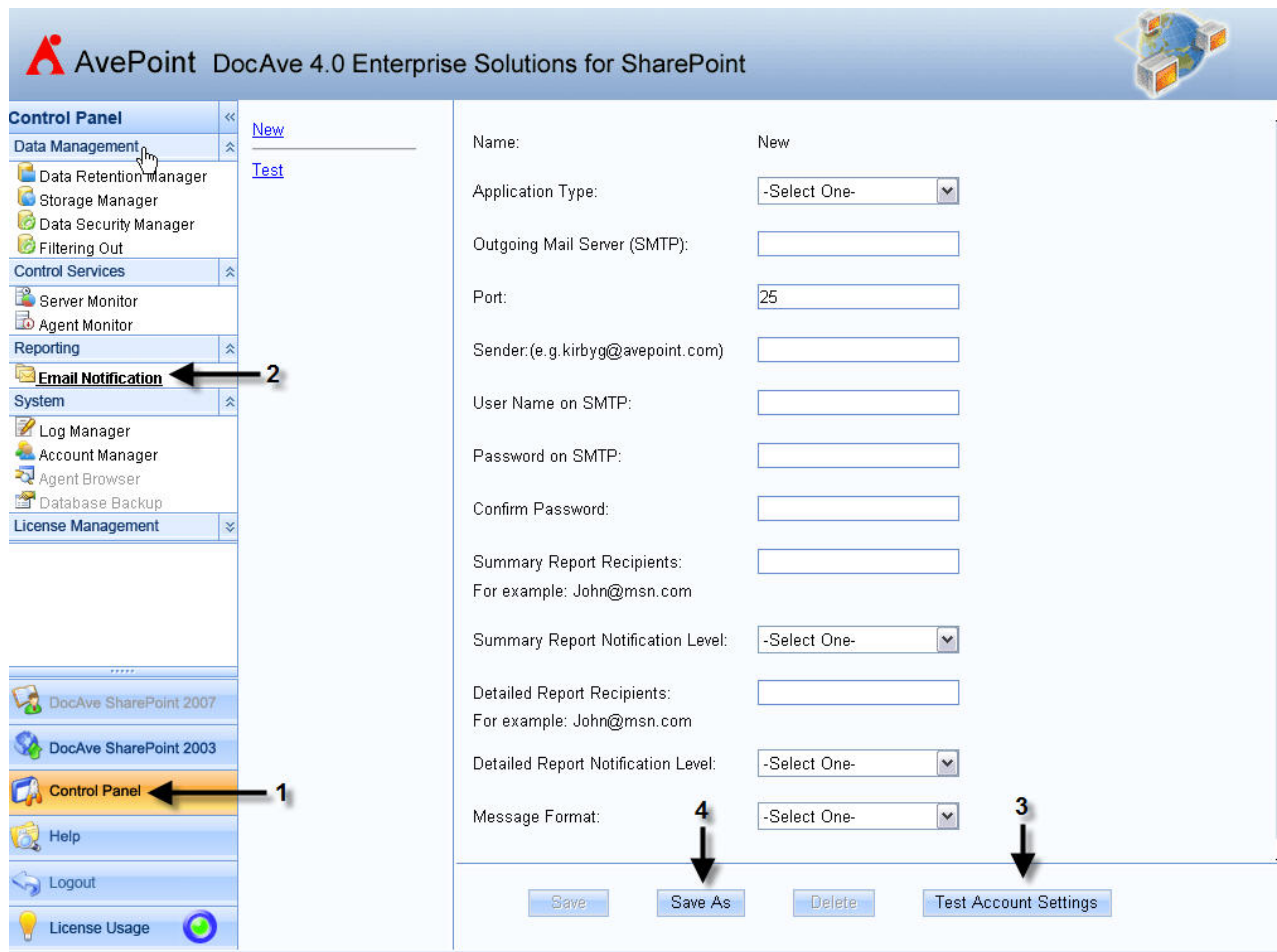 AvePoint DocAve 4.0 Enterprise Solutions for SharePoint
Control Panel
Data Management
Data Retention Manager
Storage Manager
Data Security Manager
Filtering Out
Control Services
Server Monitor
Agent Monitor
Reporting
Email Notification
2
System
Log Manager
Account Manager
Agent Browser
Database Backup
License Management
DocAve SharePoint 2007
DocAve SharePoint 2003
Control Panel
1
Help
Logout
License Usage
New
Test
Name: New
Application Type: -Select One-
Outgoing Mail Server (SMTP):
Port: 25
Sender:(e.g.kirbyg@avepoint.com)
User Name on SMTP:
Password on SMTP:
Confirm Password:
Summary Report Recipients:
For example: John@msn.com
Summary Report Notification Level: -Select One-
Detailed Report Recipients:
For example: John@msn.com
Detailed Report Notification Level: -Select One-
Message Format: -Select One-
4 3
Save Save As Delete Test Account Settings